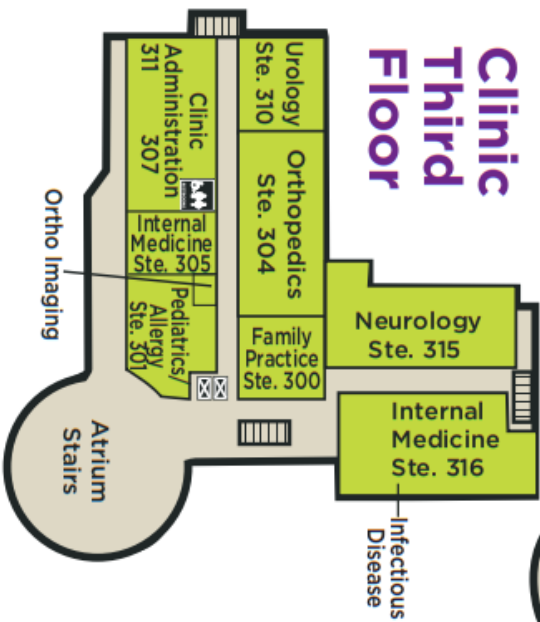 Clinic
Third
Floor
Urology
Ste. 310
Orthopedics
Ste. 304
Family
Practice
Ste. 300
Clinic
Administration
311 307
Internal
Medicine
Ste. 305
Pediatrics/
Allergy
Ste. 301
Ortho Imaging
Neurology
Ste. 315
Internal
Medicine
Ste. 316
Infectious
Disease
Atrium
Stairs